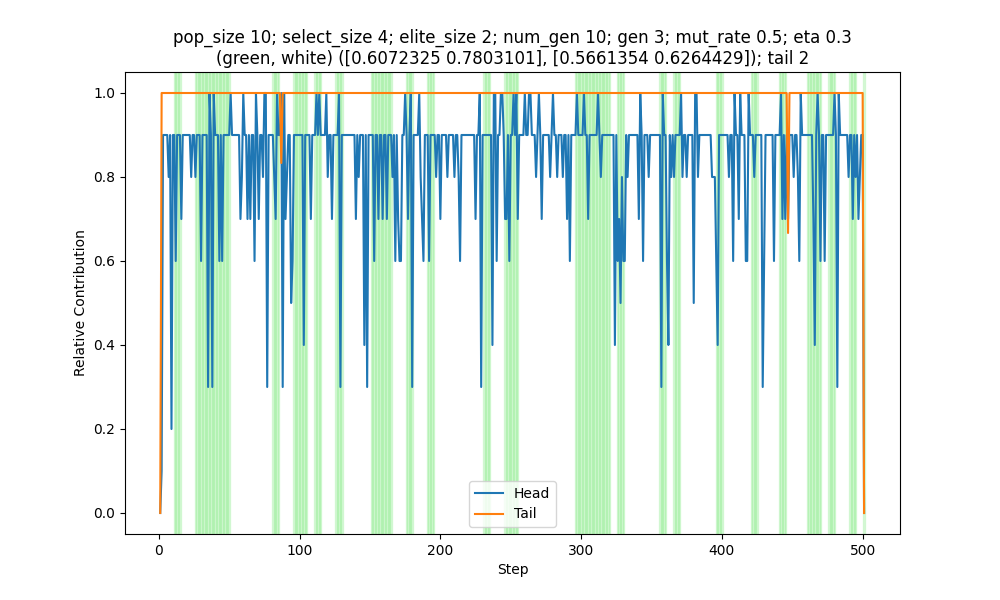 pop_size 10; select_size 4; elite_size 2; num_gen 10; gen 3; mut_rate 0.5; eta 0.3
(green, white) ([0.6072325 0.7803101], [0.5661354 0.6264429]); tail 2
1.0
0.8
0.6
0.4
0.2
0.0
Relative Contribution
Head
Tail
0 100 200 300 400 500
Step